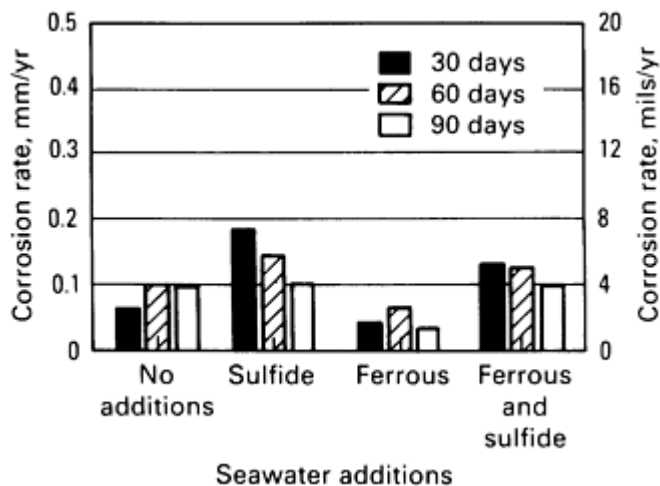 Corrosion rate, mm/yr
0.5
0.4
0.3
0.2
0.1
0
30 days
60 days
90 days
20
16
12
8
4
0
Corrosion rate, mils/yr
No
additions
Sulfide
Ferrous
Ferrous
and
sulfide
Seawater additions